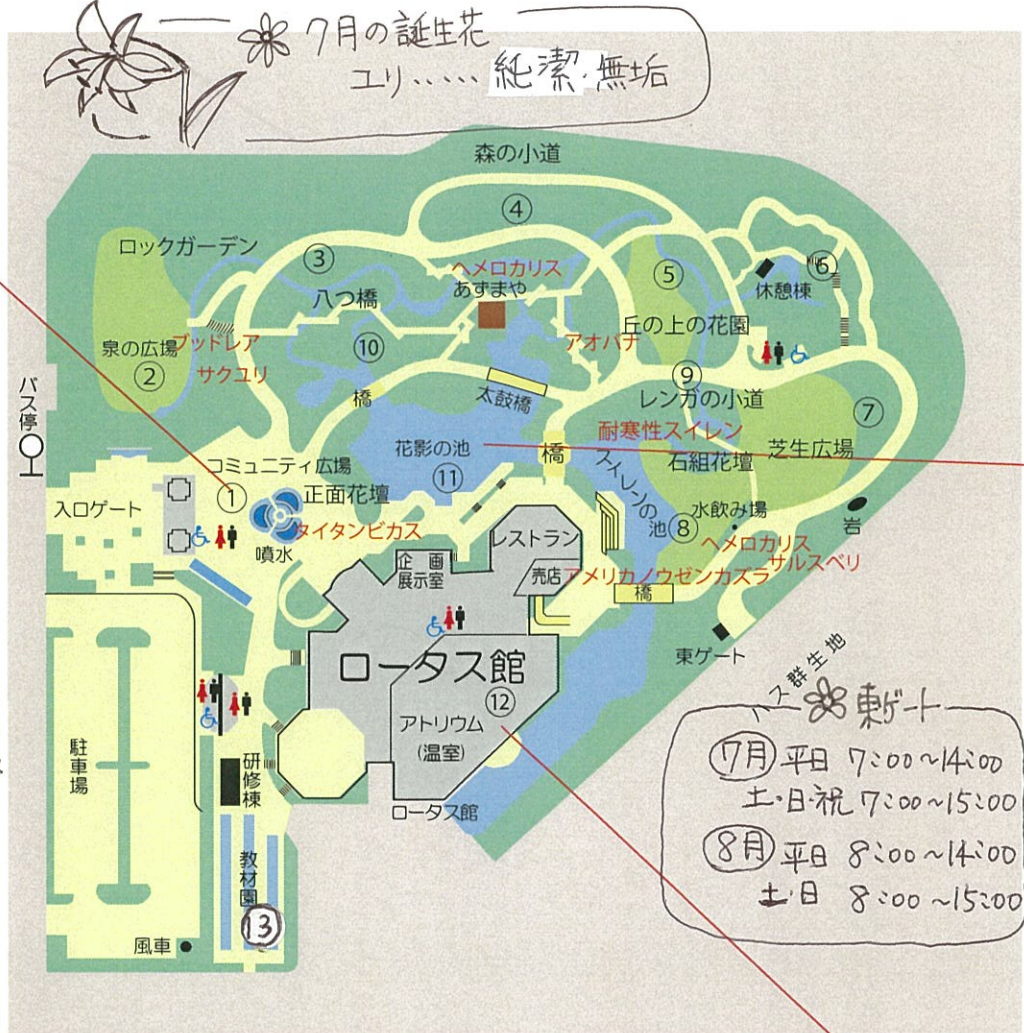 7月の誕生花
ユリ…… 純潔・無垢
森の小道
④
ロックガーデン
③
ヘメロカリス
あずまや
⑤
⑥
休憩棟
八つ橋
丘の上の花園
泉の広場
ブッドレア
②
サクユリ
⑩
アオバナ
バス停
橋
太鼓橋
⑨
レンガの小道
⑦
花影の池
耐寒性スイレン
橋
芝生広場
石組花壇
スイレンの池
コミュニティ広場
⑪
①
正面花壇
入口ゲート
タイタンビカス
噴水
水飲み場
⑧
岩
ヘメロカリス
サルスベリ
レストラン
企画
展示室
売店
アメリカノウゼンカズラ
橋
東ゲート
ハス群生地
ロータス館
⑫
アトリウム
(温室)
ロータス館
駐車場
研修棟
教材園
⑬
風車
東ゲート
7月 平日 7:00~14:00
土・日・祝 7:00~15:00
8月 平日 8:00~14:00
土・日 8:00~15:00